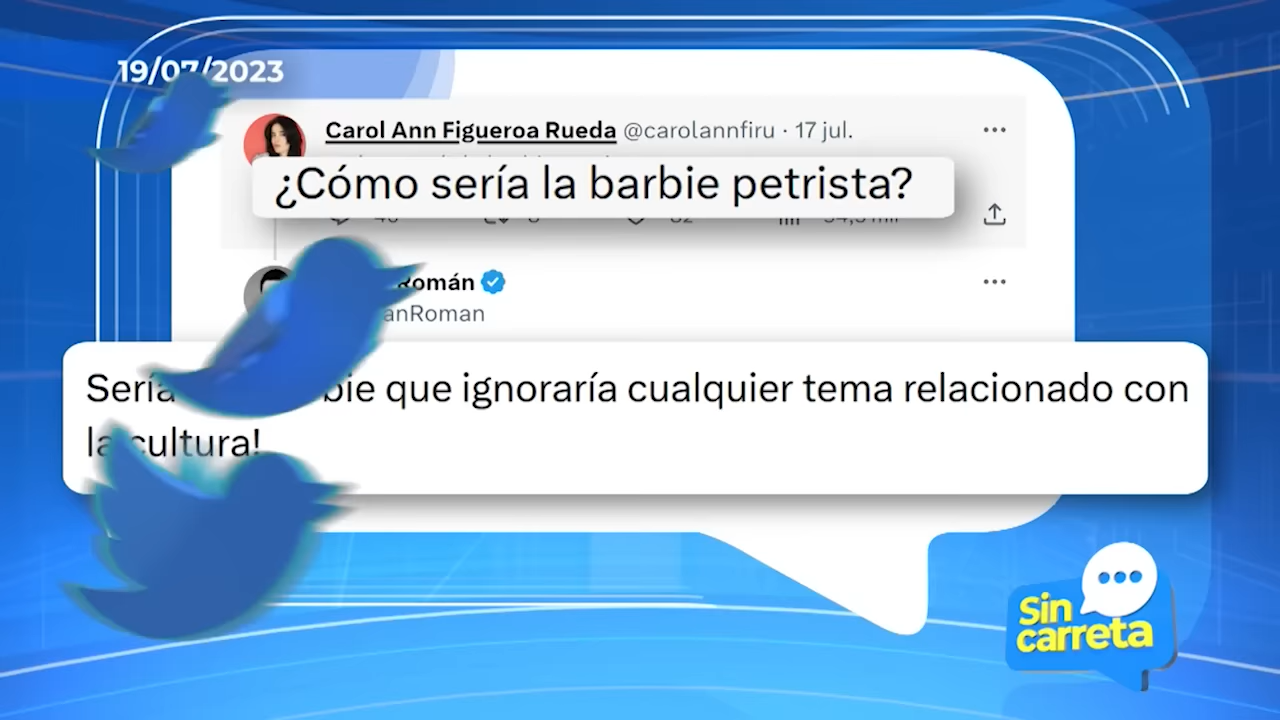 19/07/2023
Carol Ann Figueroa Rueda @carolannfiru · 17 jul.
¿Cómo sería la barbie petrista?
Román
anRoman
Sería bie que ignoraría cualquier tema relacionado con
la cultura!
Sin
carreta